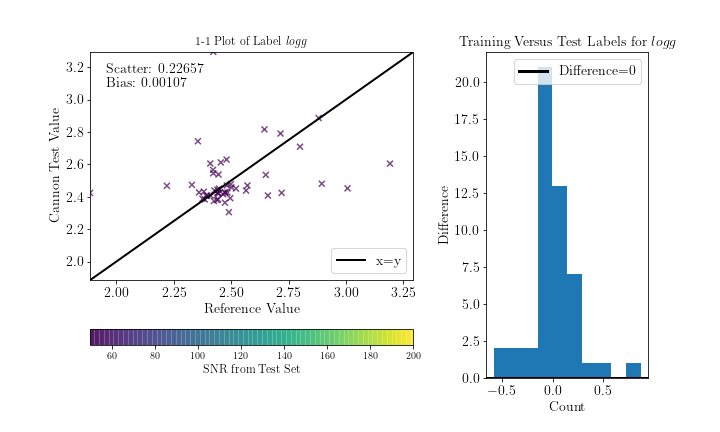 1-1 Plot of Label logg
Scatter: 0.22657
Bias: 0.00107
3.2
3.0
2.8
2.6
2.4
2.2
2.0
Cannon Test Value
x=y
2.00 2.25 2.50 2.75 3.00 3.25
Reference Value
60 80 100 120 140 160 180 200
SNR from Test Set
Training Versus Test Labels for logg
Difference=0
20.0
17.5
15.0
12.5
10.0
7.5
5.0
2.5
0.0
Difference
−0.5 0.0 0.5
Count